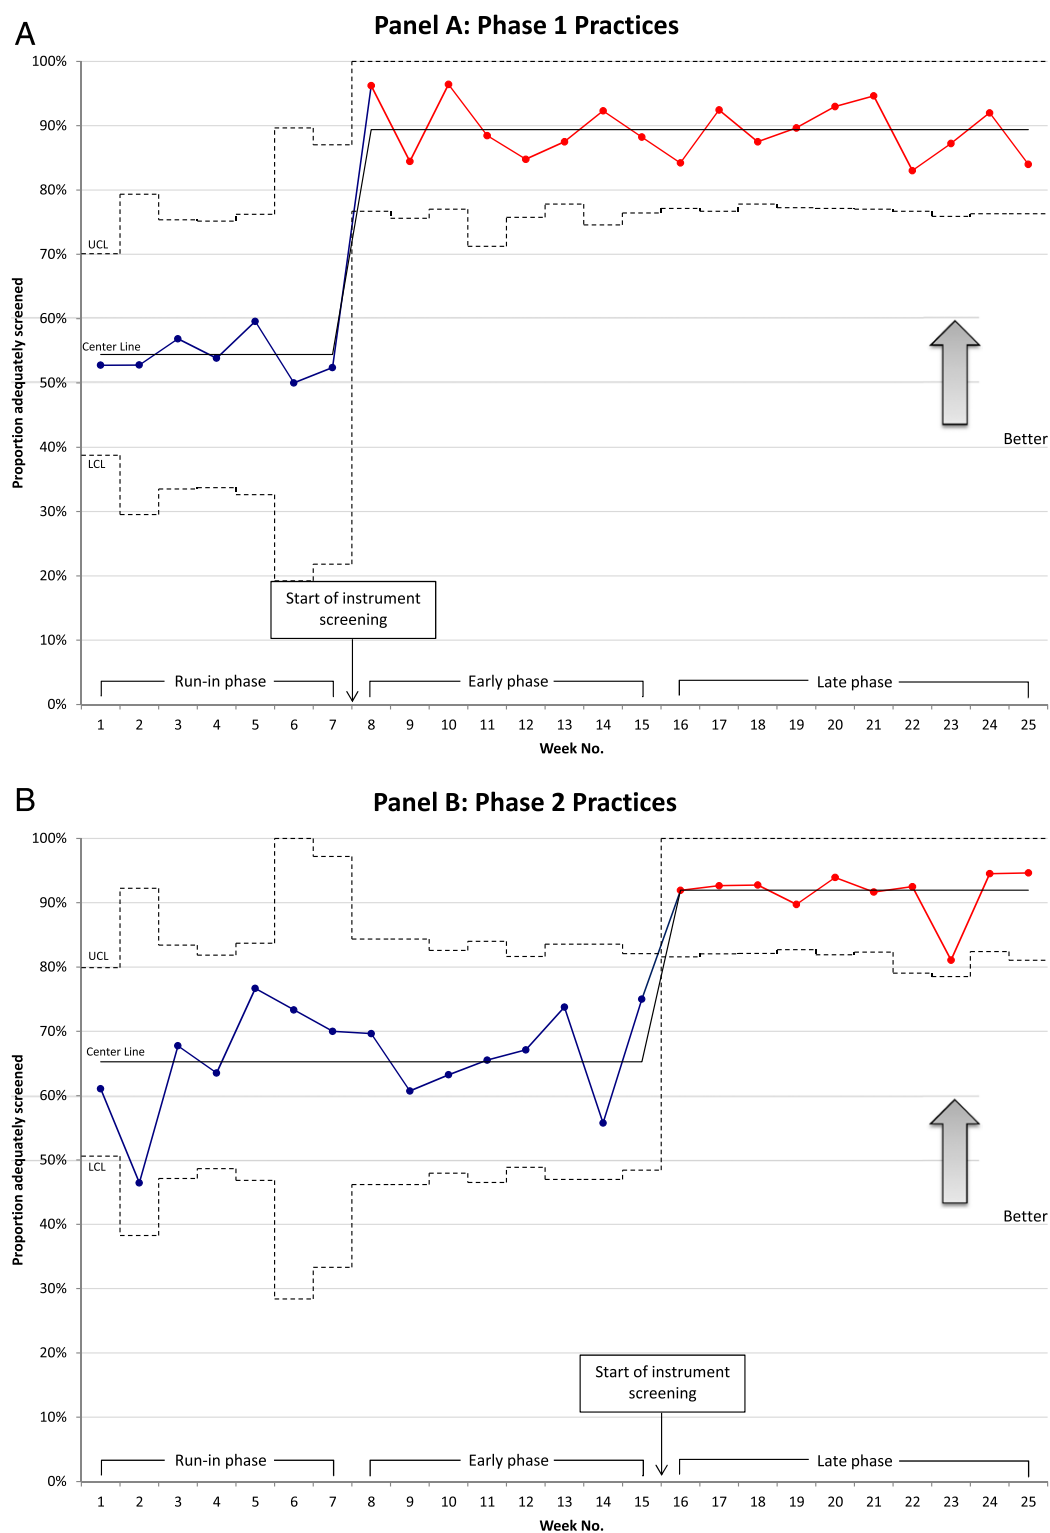 A
Panel A: Phase 1 Practices
100%
90%
80%
70%
60%
50%
40%
30%
20%
10%
0%
Proportion adequately screened
UCL
Center Line
LCL
Better
Start of instrument
screening
Run-in phase
Early phase
Late phase
1 2 3 4 5 6 7 8 9 10 11 12 13 14 15 16 17 18 19 20 21 22 23 24 25
Week No.
B
Panel B: Phase 2 Practices
100%
90%
80%
70%
60%
50%
40%
30%
20%
10%
0%
Proportion adequately screened
UCL
Center Line
LCL
Better
Start of instrument
screening
Run-in phase
Early phase
Late phase
1 2 3 4 5 6 7 8 9 10 11 12 13 14 15 16 17 18 19 20 21 22 23 24 25
Week No.